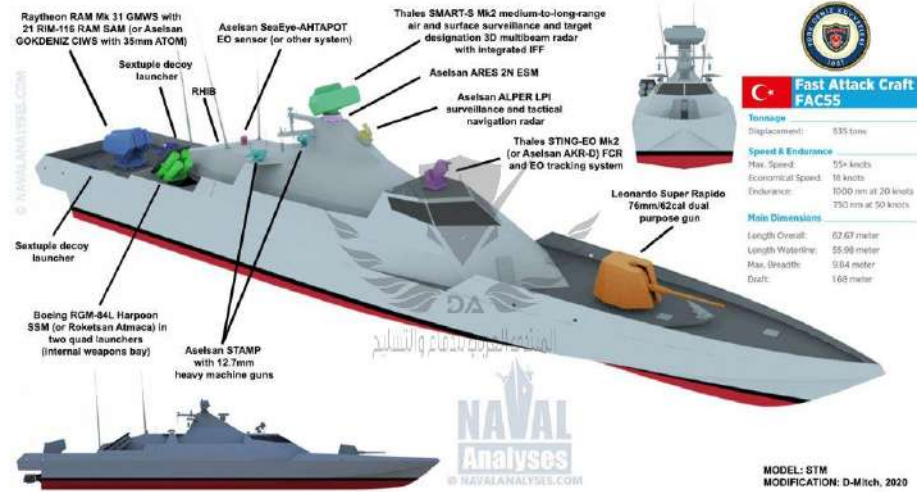 Raytheon RAM Mk 31 GMWS with
21 RIM-116 RAM SAM (or Aselsan
GOKDENIZ CIWS with 35mm ATOM)
Aselsan SeaEye-AHTAPOT
EO sensor (or other system)
Thales SMART-S Mk2 medium-to-long-range
air and surface surveillance and target
designation 3D multibeam radar
with integrated IFF
Sextuple decoy
launcher
RHIB
Aselsan ARES 2N ESM
Aselsan ALPER LPI
surveillance and tactical
navigation radar
Thales STING-EO Mk2
(or Aselsan AKR-D) FCR
and EO tracking system
Leonardo Super Rapido
76mm/62cal dual
purpose gun
Sextuple decoy
launcher
Boeing RGM-84L Harpoon
SSM (or Roketsan Atmaca) in
two quad launchers
(internal weapons bay)
Aselsan STAMP
with 12.7mm
heavy machine guns
© NAVALANALYSES.COM
DA
NAVAL
Analyses
© NAVALANALYSES.COM
Fast Attack Craft
FAC55
Tonnage
Displacement: 535 tons
Speed & Endurance
Max. Speed: 55+ knots
Economical Speed: 18 knots
Endurance: 1000 nm at 20 knots
750 nm at 50 knots
Main Dimensions
Length Overall: 62.67 meter
Length Waterline: 55.98 meter
Max. Breadth: 9.84 meter
Draft: 1.68 meter
MODEL: STM
MODIFICATION: D-Mitch, 2020